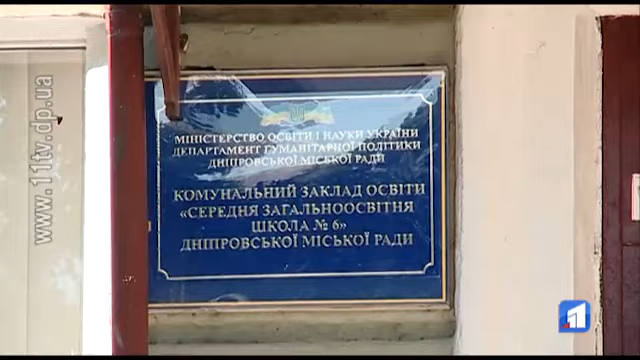 www.11tv.dp.ua
МІНІСТЕРСТВО ОСВІТИ І НАУКИ УКРАЇНИ
ДЕПАРТАМЕНТ ГУМАНІТАРНОЇ ПОЛІТИКИ
ДНІПРОВСЬКОЇ МІСЬКОЇ РАДИ
КОМУНАЛЬНИЙ ЗАКЛАД ОСВІТИ
«СЕРЕДНЯ ЗАГАЛЬНООСВІТНЯ
ШКОЛА № 6»
ДНІПРОВСЬКОЇ МІСЬКОЇ РАДИ
1